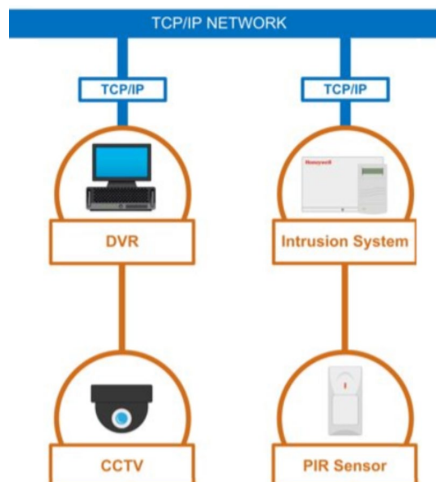 TCP/IP NETWORK
TCP/IP
TCP/IP
Honeywell
DVR
Intrusion System
CCTV
PIR Sensor